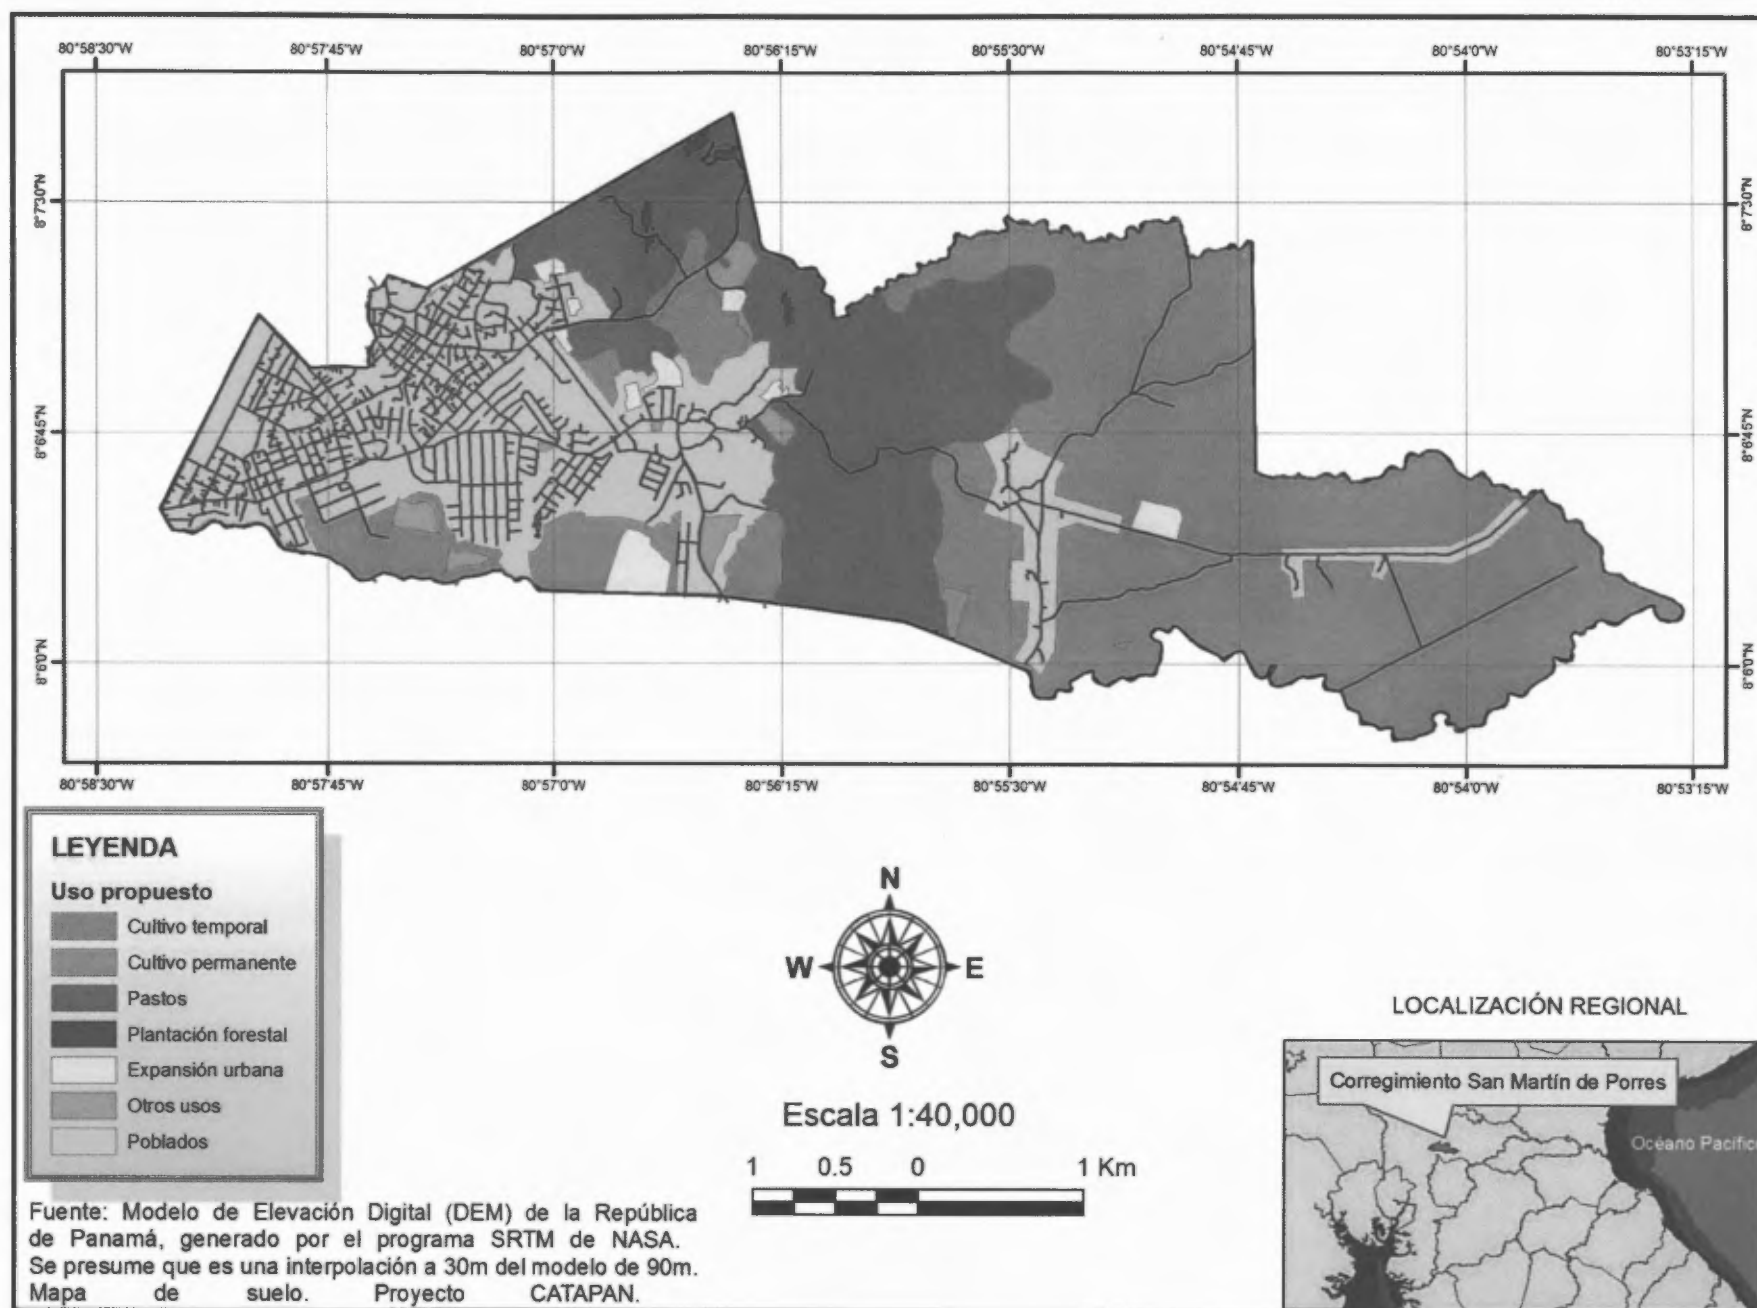 80°58'30"W 80°57'45"W 80°57'0"W 80°56'15"W 80°55'30"W 80°54'45"W 80°54'0"W 80°53'15"W
8°7'30"N 8°7'30"N
8°6'45"N 8°6'45"N
8°6'0"N 8°6'0"N
80°58'30"W 80°57'45"W 80°57'0"W 80°56'15"W 80°55'30"W 80°54'45"W 80°54'0"W 80°53'15"W
LEYENDA
Uso propuesto
Cultivo temporal
Cultivo permanente
Pastos
Plantación forestal
Expansión urbana
Otros usos
Poblados
N
W E
S
Escala 1:40,000
1 0.5 0 1 Km
LOCALIZACIÓN REGIONAL
Corregimiento San Martín de Porres
Océano Pacífico
Fuente: Modelo de Elevación Digital (DEM) de la República
de Panamá, generado por el programa SRTM de NASA.
Se presume que es una interpolación a 30m del modelo de 90m.
Mapa de suelo. Proyecto CATAPAN.